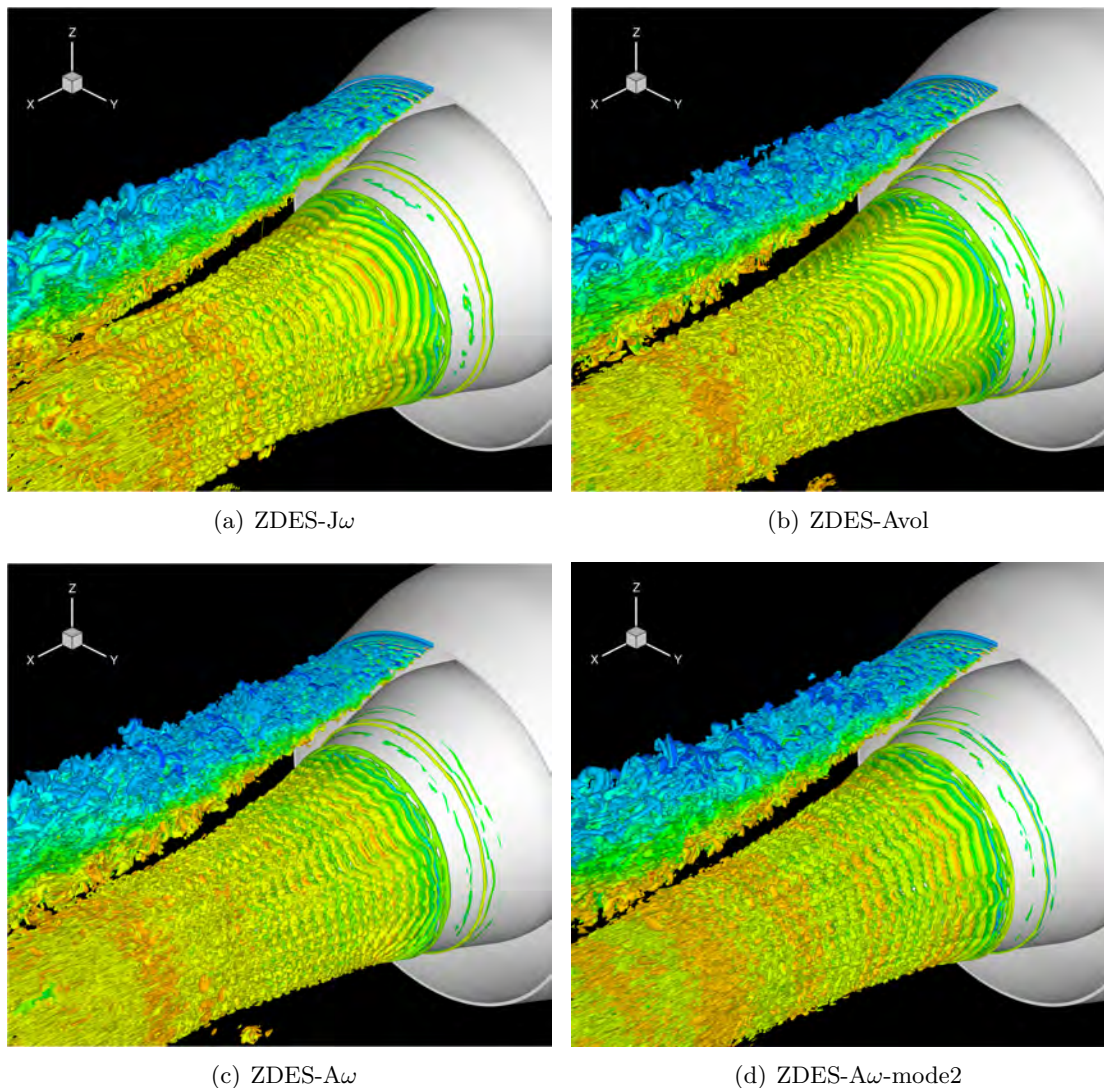 Z
X
Y
Z
X
Y
(a) ZDES-Jω
(b) ZDES-Avol
Z
X
Y
Z
X
Y
(c) ZDES-Aω
(d) ZDES-Aω-mode2